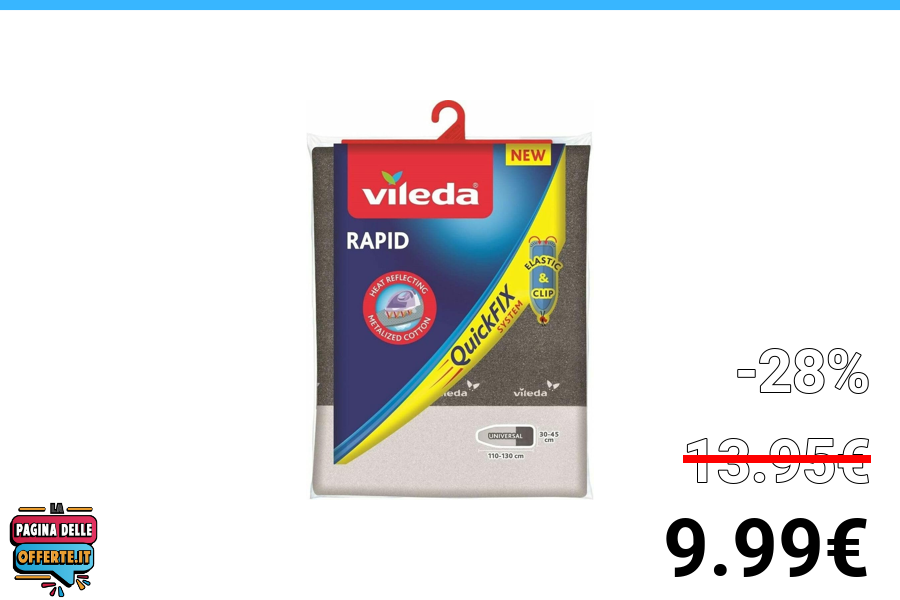 NEW
vileda®
RAPID
HEAT REFLECTING
METALIZED COTTON
ELASTIC
&
CLIP
QuickFIX
SYSTEM
vileda
UNIVERSAL
30-45
cm
110-130 cm
-28%
13.95€
9.99€
LA
PAGINA DELLE
OFFERTE.IT